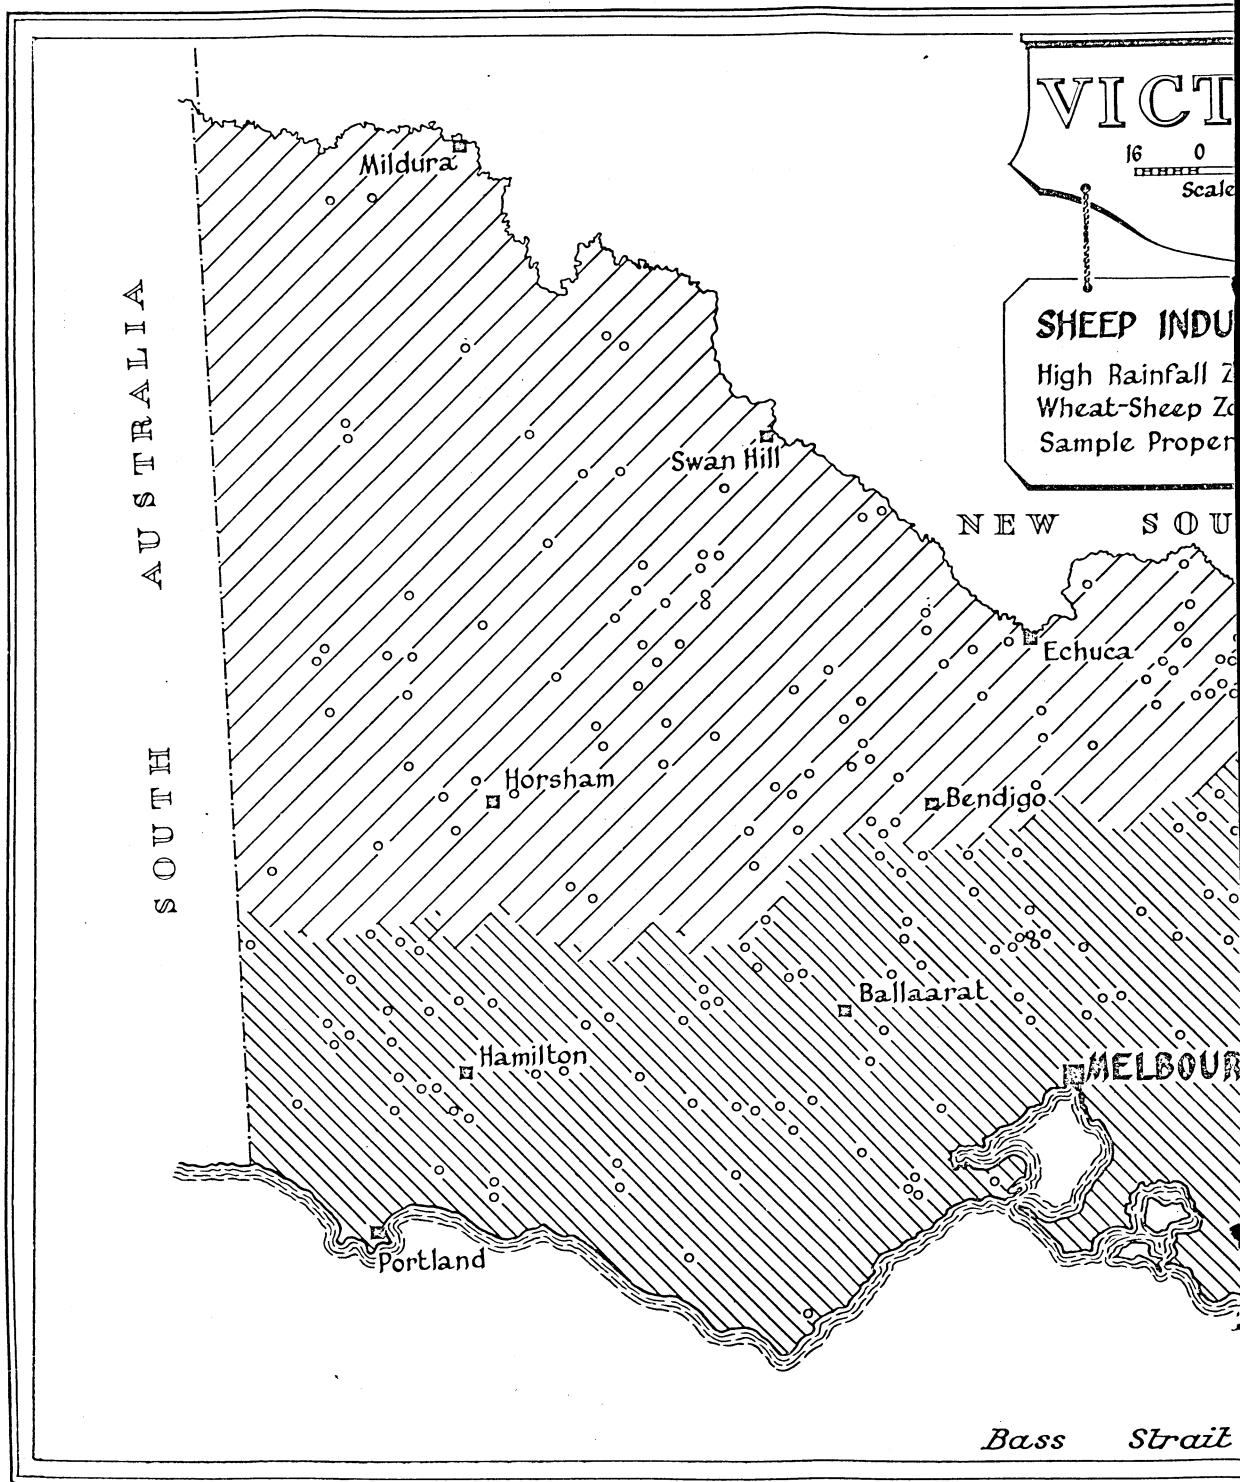 VICT
16 0
Scale
SHEEP INDU
High Rainfall Z
Wheat-Sheep Zo
Sample Proper
NEW SOU
SOUTH AUSTRALIA
Mildura
Swan Hill
Echuca
Horsham
Bendigo
Ballaarat
Hamilton
MELBOUR
Portland
Bass Strait